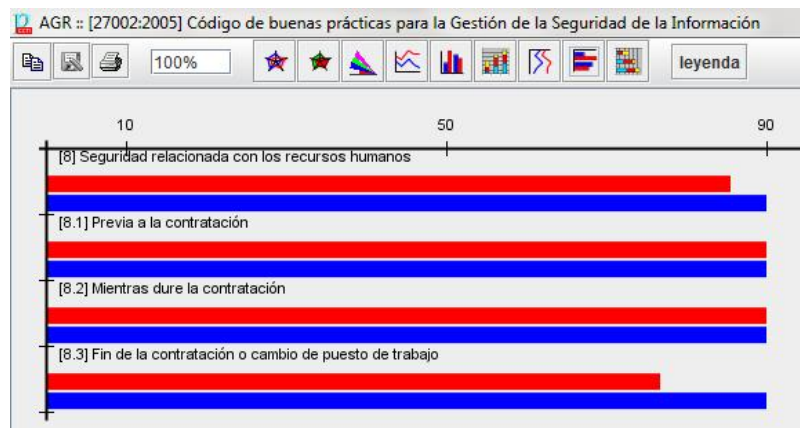 AGR :: [27002:2005] Código de buenas prácticas para la Gestión de la Seguridad de la Información
100% leyenda
10 50 90
[8] Seguridad relacionada con los recursos humanos
[8.1] Previa a la contratación
[8.2] Mientras dure la contratación
[8.3] Fin de la contratación o cambio de puesto de trabajo